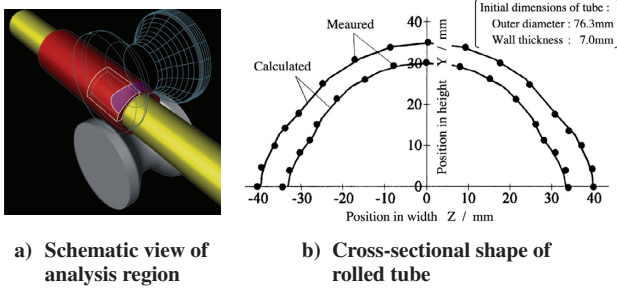 Initial dimensions of tube :
Outer diameter : 76.3mm
Wall thickness : 7.0mm
Meaured
Calculated
40
30
20
10
0
Position in height Y / mm
-40 -30 -20 -10 0 10 20 30 40
Position in width Z / mm
a) Schematic view of
analysis region
b) Cross-sectional shape of
rolled tube